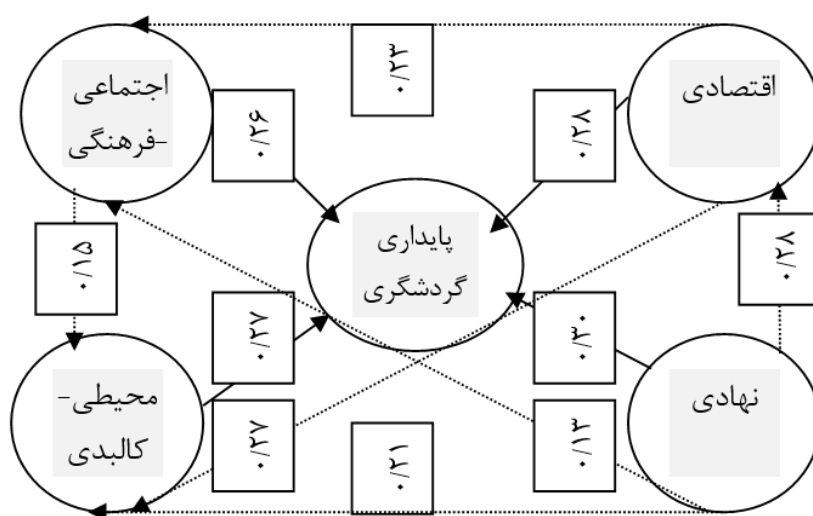 ۰/۲۳
اقتصادی
اجتماعی
-فرهنگی
۰/۲۸
۰/۲۶
پایداری
گردشگری
۰/۲۸
۰/۱۵
۰/۳۰
۰/۲۷
نهادی
محیطی-
کالبدی
۰/۱۳
۰/۲۷
۰/۲۱